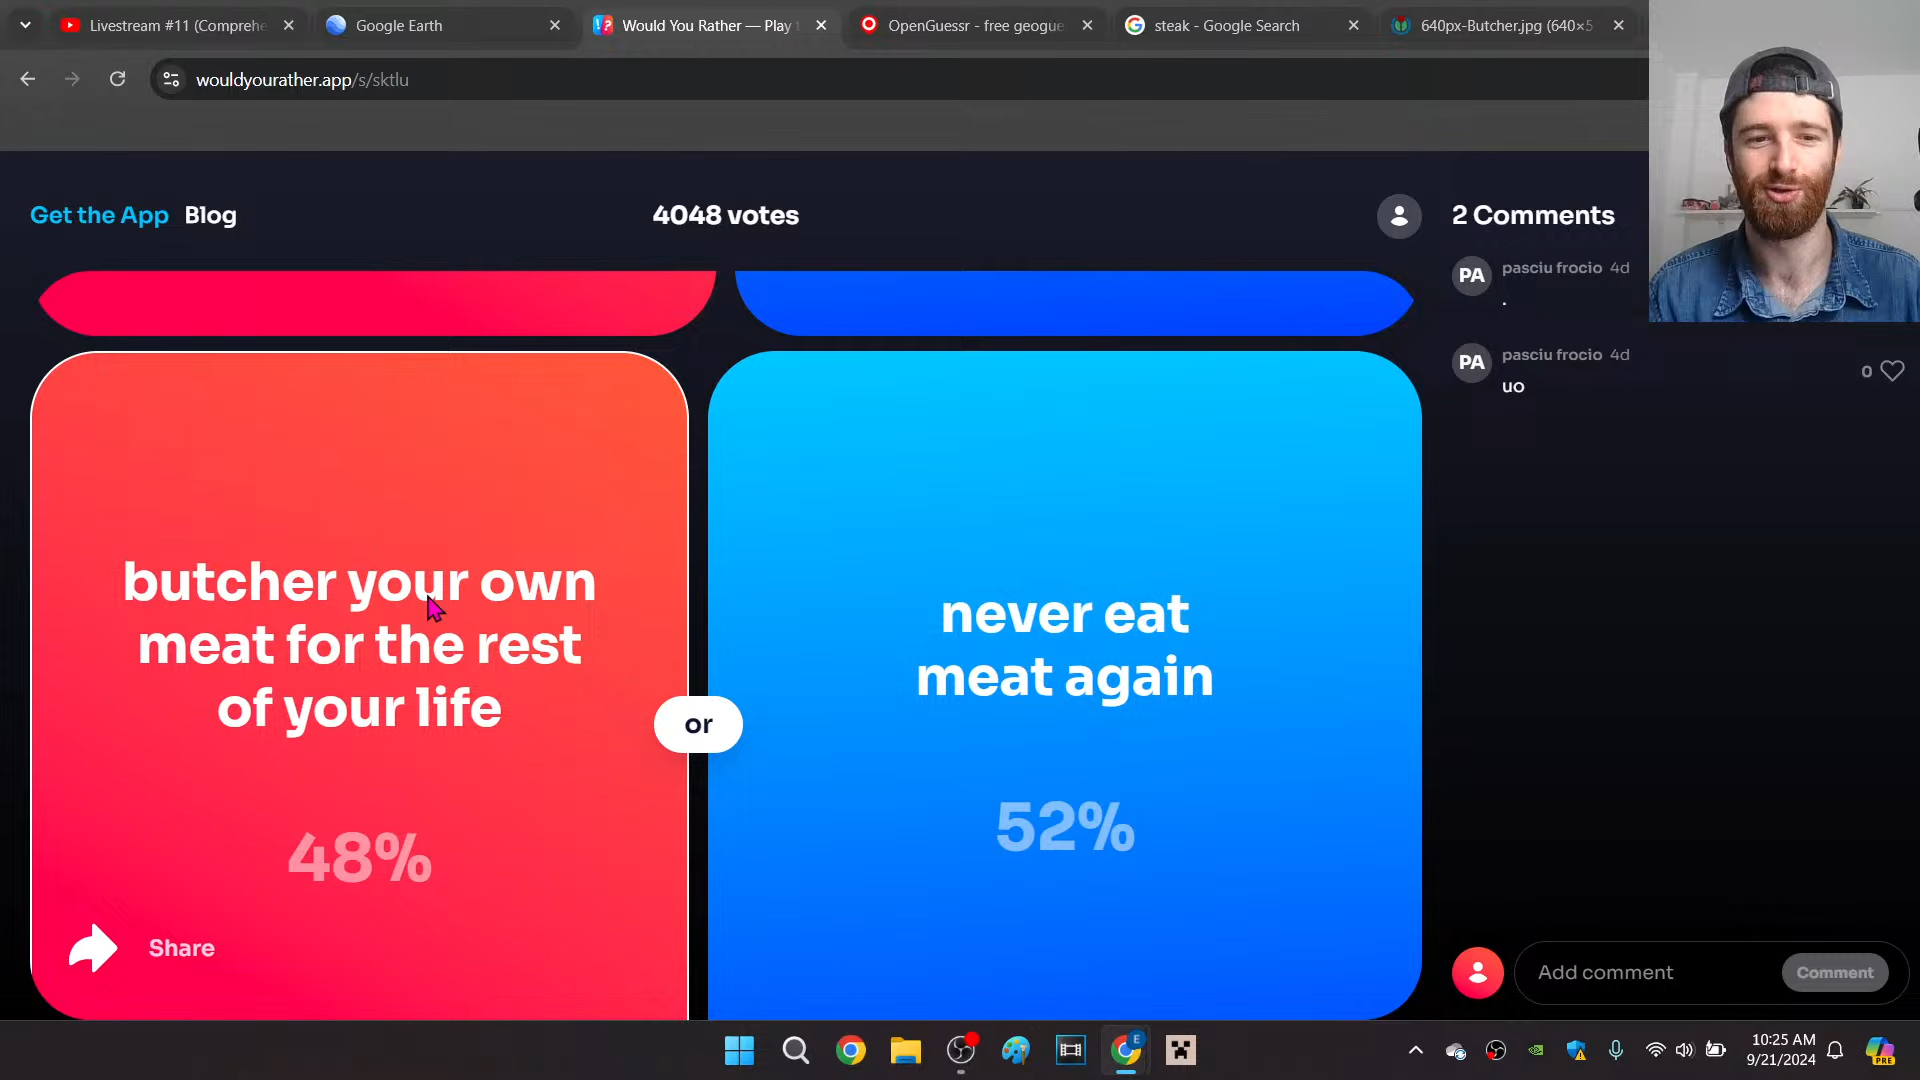 Livestream #11 (Comprehe
Google Earth
Would You Rather — Play t
OpenGuessr - free geogue
steak - Google Search
640px-Butcher.jpg (640×5
wouldyourather.app/s/sktlu
Get the App
Blog
4048 votes
2 Comments
PA
pasciu frocio 4d
.
PA
pasciu frocio 4d
uo
0
butcher your own
meat for the rest
of your life
48%
Share
or
never eat
meat again
52%
Add comment
Comment
E
10:25 AM
9/21/2024
PRE